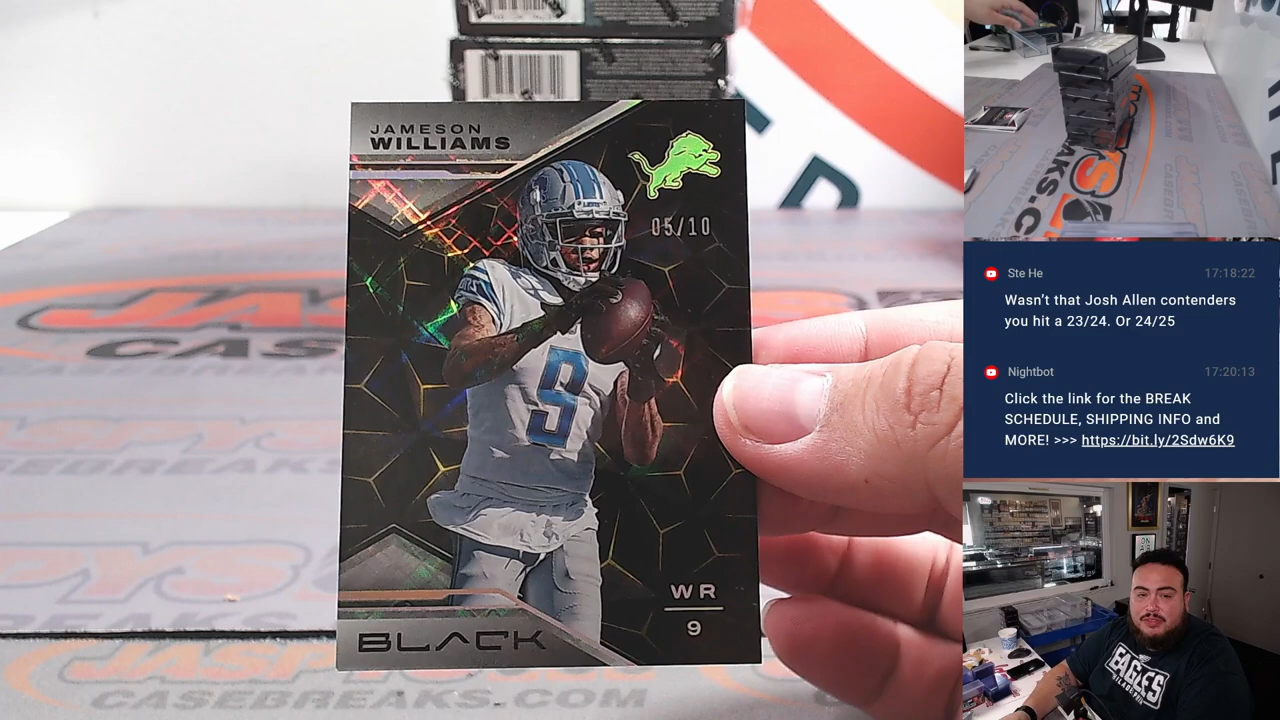 JAMESON
WILLIAMS
05/10
9
WR
9
BLACK
CASEBREAKS.COM
Ste He 17:18:22
Wasn't that Josh Allen contenders
you hit a 23/24. Or 24/25
Nightbot 17:20:13
Click the link for the BREAK
SCHEDULE, SHIPPING INFO and
MORE! >>> https://bit.ly/2Sdw6K9
EAGLES
PHILADELPHIA